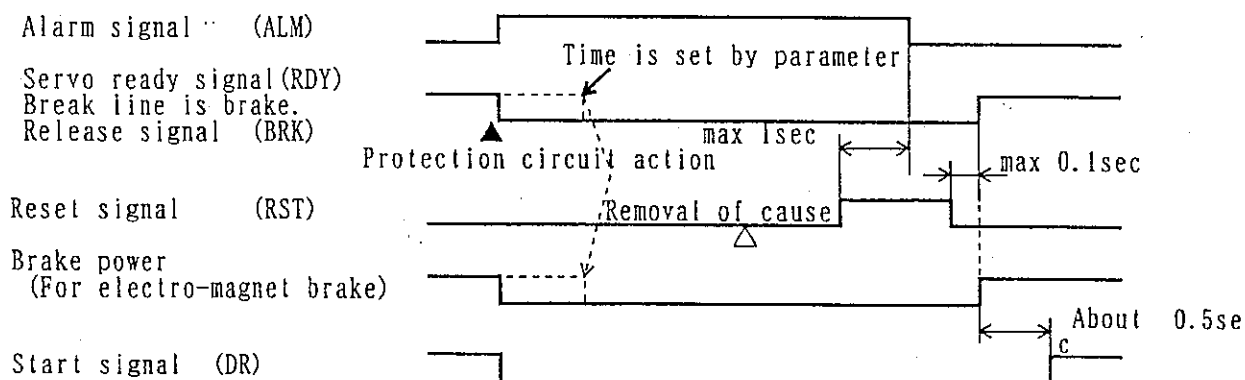 Alarm signal (ALM)
Time is set by parameter
Servo ready signal(RDY)
Break line is brake.
Release signal (BRK)
max 1sec
Protection circuit action
max 0.1sec
Reset signal (RST)
Removal of cause
Brake power
(For electro-magnet brake)
About 0.5se
c
Start signal (DR)